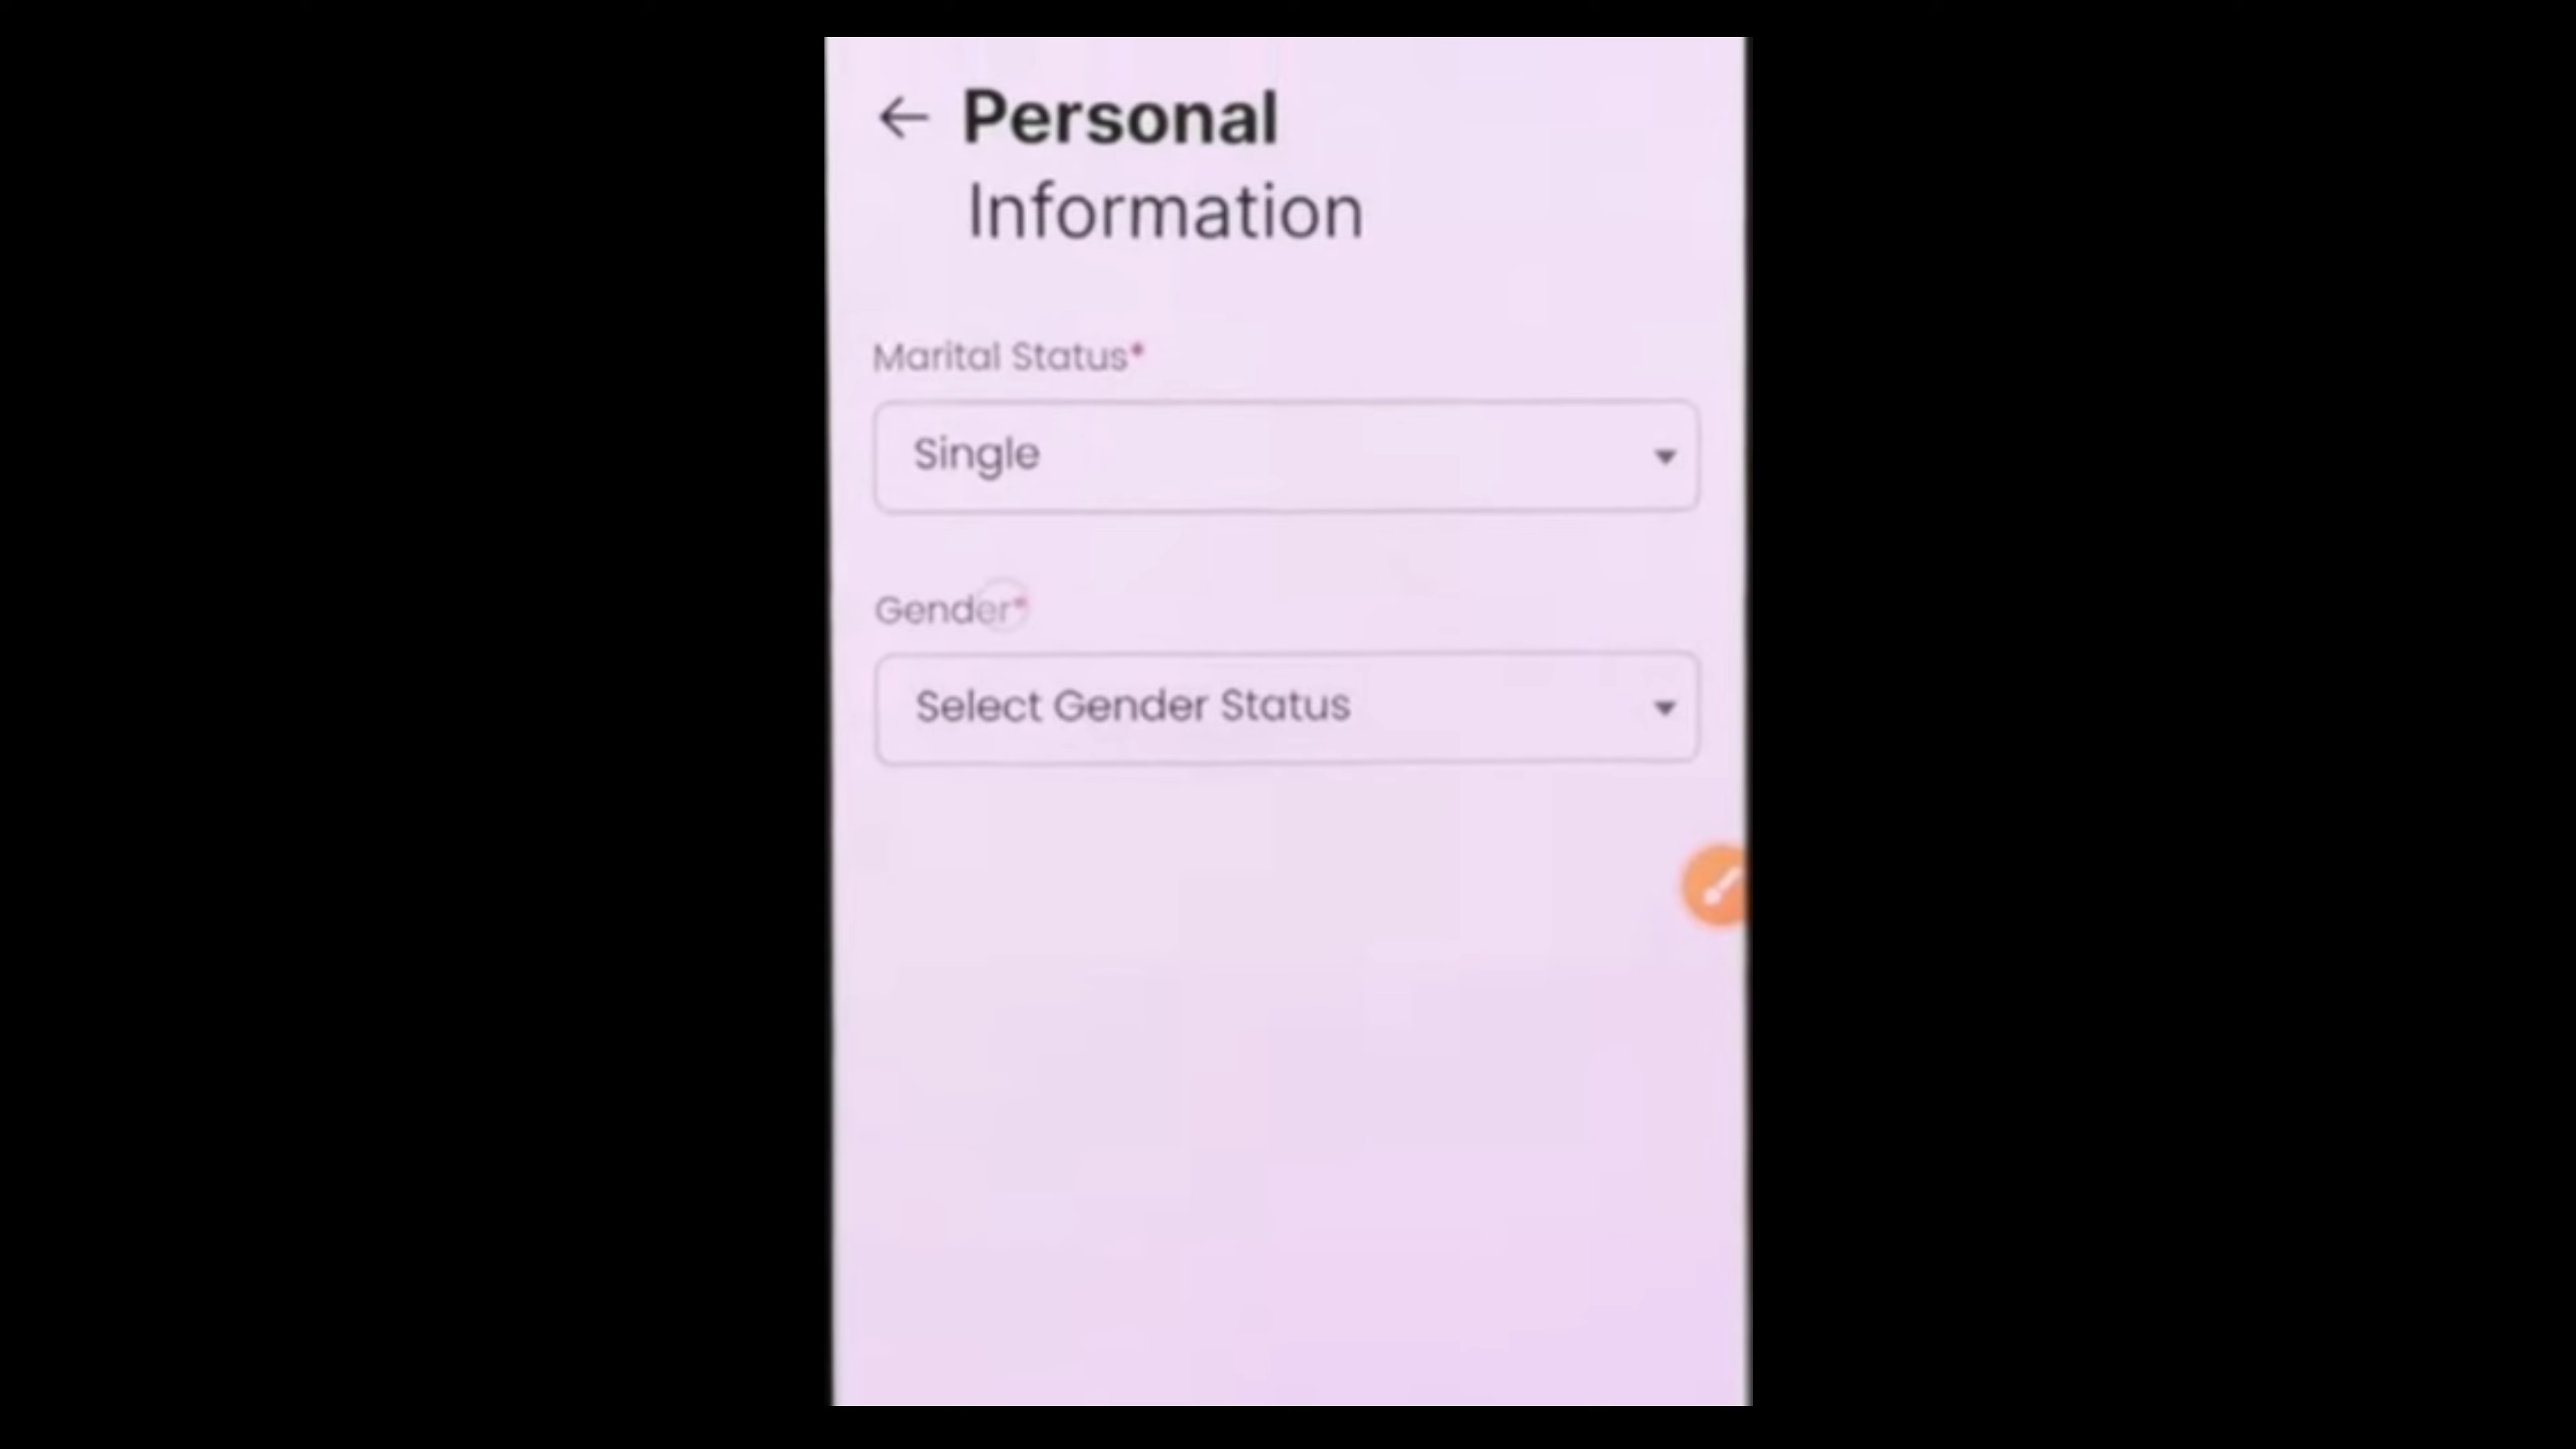 Personal
Information
Marital Status*
Single
Gender*
Select Gender Status